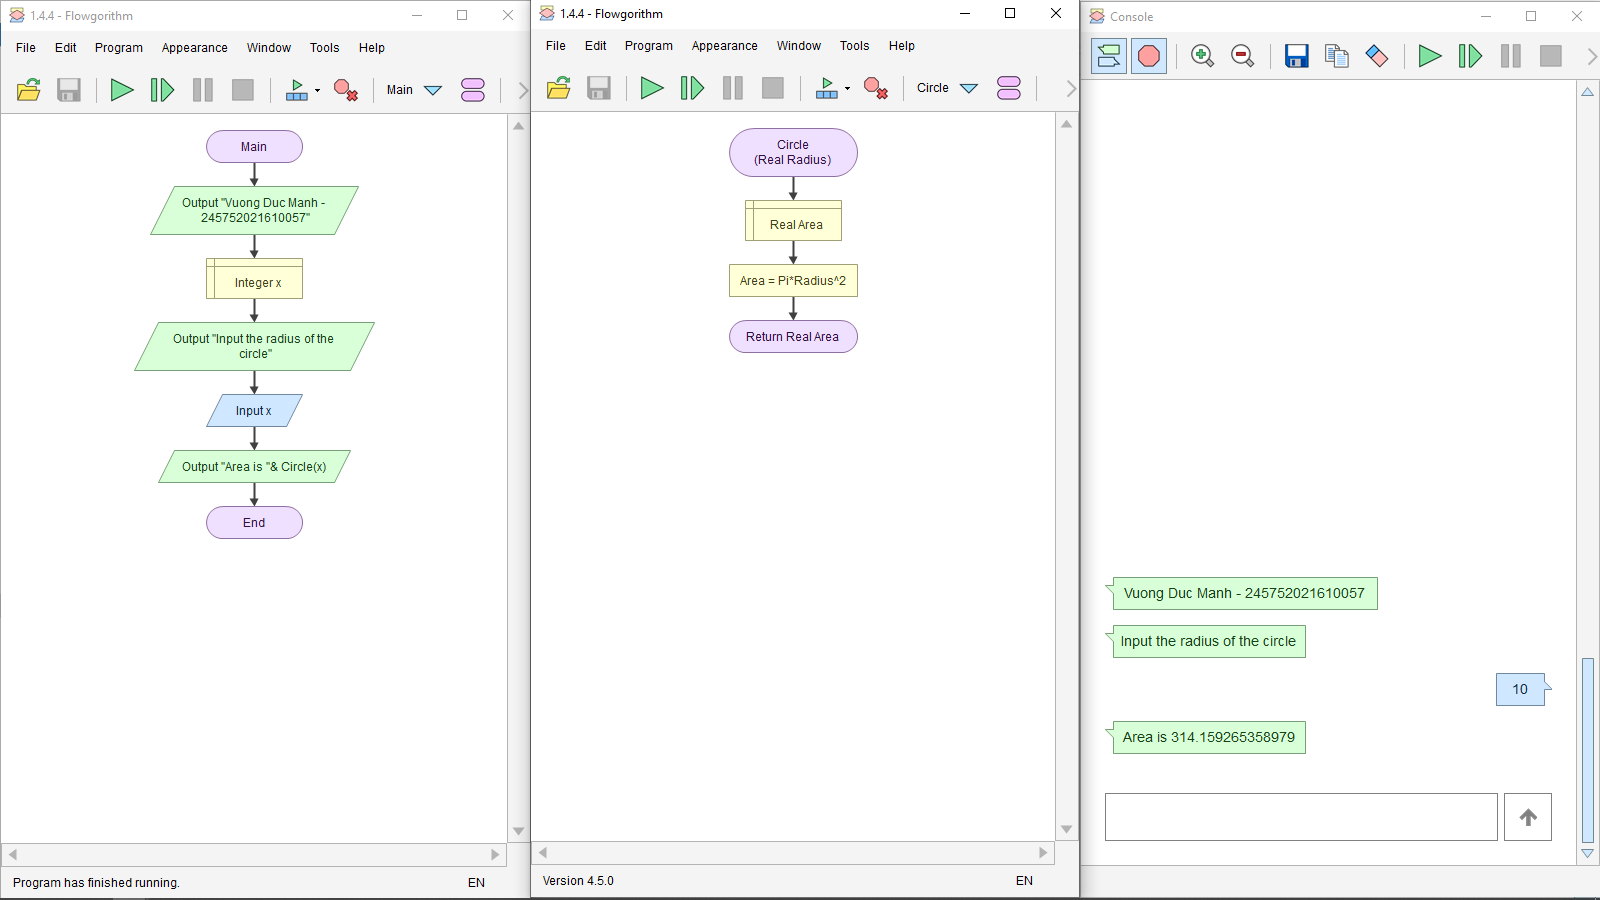 1.4.4 - Flowgorithm
File Edit Program Appearance Window Tools Help
Main
Main
Output "Vuong Duc Manh -
245752021610057"
Integer x
Output "Input the radius of the
circle"
Input x
Output "Area is "& Circle(x)
End
Program has finished running.
EN
1.4.4 - Flowgorithm
File Edit Program Appearance Window Tools Help
Circle
Circle
(Real Radius)
Real Area
Area = Pi*Radius^2
Return Real Area
Version 4.5.0
EN
Console
Vuong Duc Manh - 245752021610057
Input the radius of the circle
10
Area is 314.159265358979